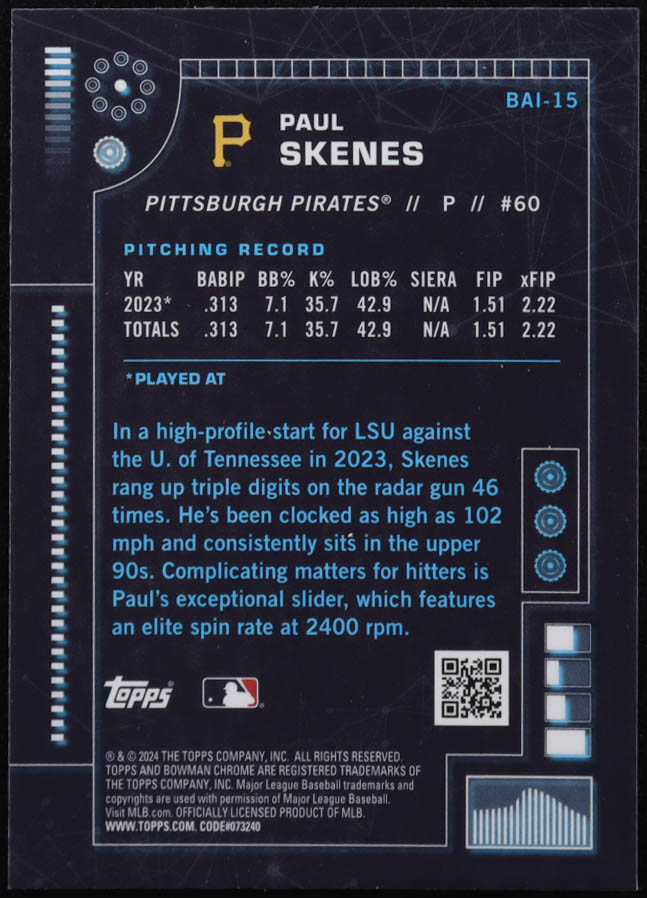 BAI-15
P
PAUL
SKENES
PITTSBURGH PIRATES® // P // #60
PITCHING RECORD
YR BABIP BB% K% LOB% SIERA FIP xFIP
2023* .313 7.1 35.7 42.9 N/A 1.51 2.22
TOTALS .313 7.1 35.7 42.9 N/A 1.51 2.22
*PLAYED AT
In a high-profile start for LSU against
the U. of Tennessee in 2023, Skenes
rang up triple digits on the radar gun 46
times. He's been clocked as high as 102
mph and consistently sits in the upper
90s. Complicating matters for hitters is
Paul's exceptional slider, which features
an elite spin rate at 2400 rpm.
Topps®
® & © 2024 THE TOPPS COMPANY, INC. ALL RIGHTS RESERVED.
TOPPS AND BOWMAN CHROME ARE REGISTERED TRADEMARKS OF
THE TOPPS COMPANY, INC. Major League Baseball trademarks and
copyrights are used with permission of Major League Baseball.
Visit MLB.com. OFFICIALLY LICENSED PRODUCT OF MLB.
WWW.TOPPS.COM. CODE#073240